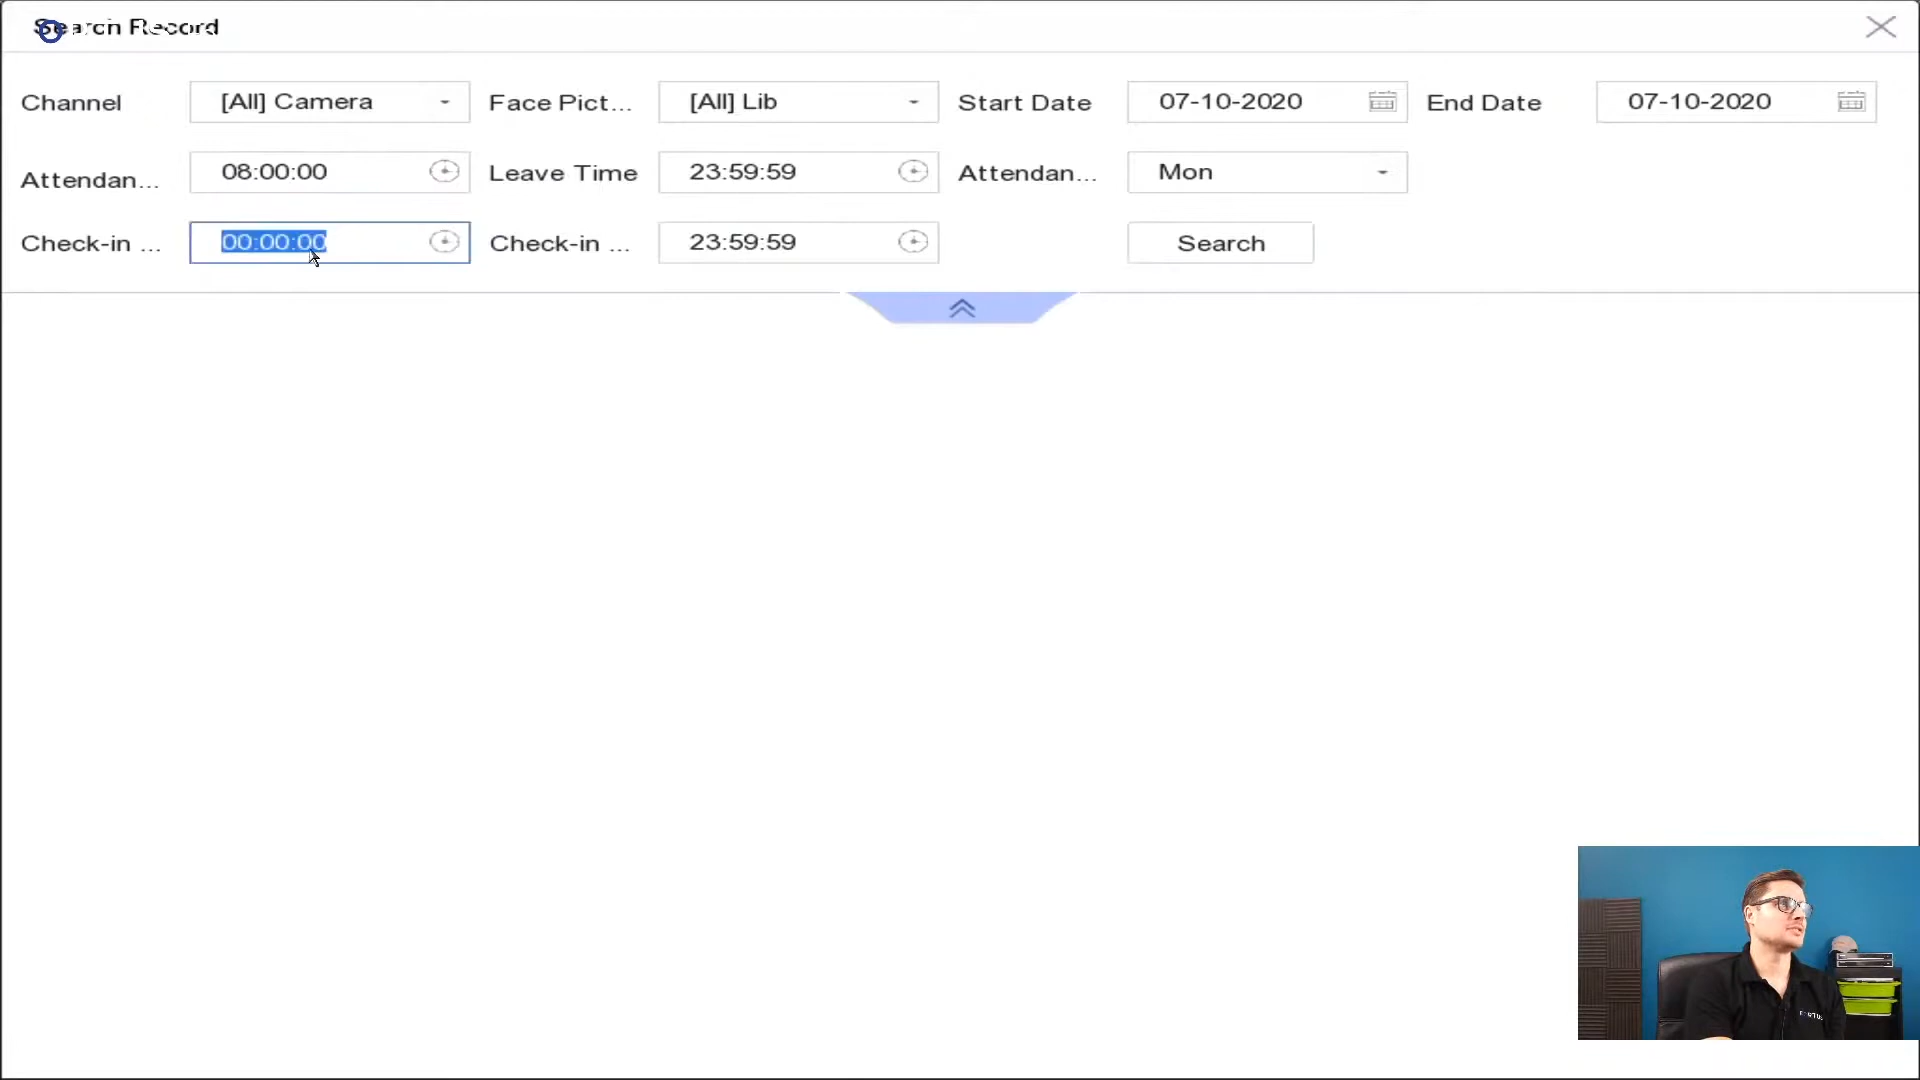 Search Record
Channel [All] Camera Face Pict... [All] Lib Start Date 07-10-2020 End Date 07-10-2020
Attendan... 08:00:00 Leave Time 23:59:59 Attendan... Mon
Check-in ... 00:00:00 Check-in ... 23:59:59 Search